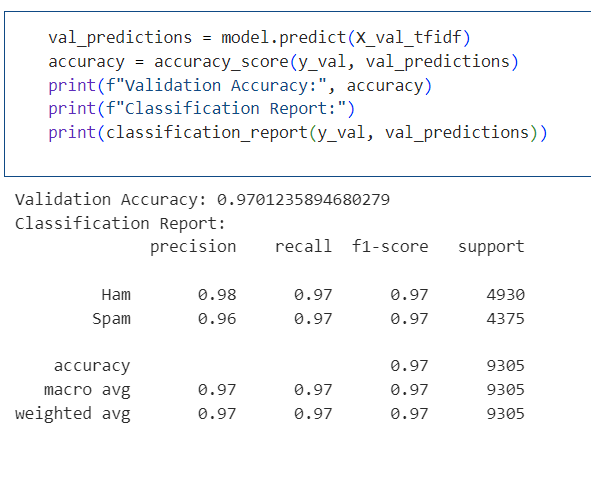 val_predictions = model.predict(X_val_tfidf)
accuracy = accuracy_score(y_val, val_predictions)
print(f"Validation Accuracy:", accuracy)
print(f"Classification Report:")
print(classification_report(y_val, val_predictions))
Validation Accuracy: 0.9701235894680279
Classification Report:
precision recall f1-score support
Ham 0.98 0.97 0.97 4930
Spam 0.96 0.97 0.97 4375
accuracy 0.97 9305
macro avg 0.97 0.97 0.97 9305
weighted avg 0.97 0.97 0.97 9305